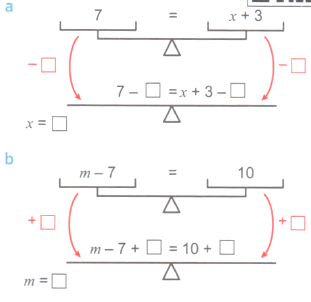 a
7 = x + 3
− □ − □
7 − □ = x + 3 − □
x = □
b
m − 7 = 10
+ □ + □
m − 7 + □ = 10 + □
m = □